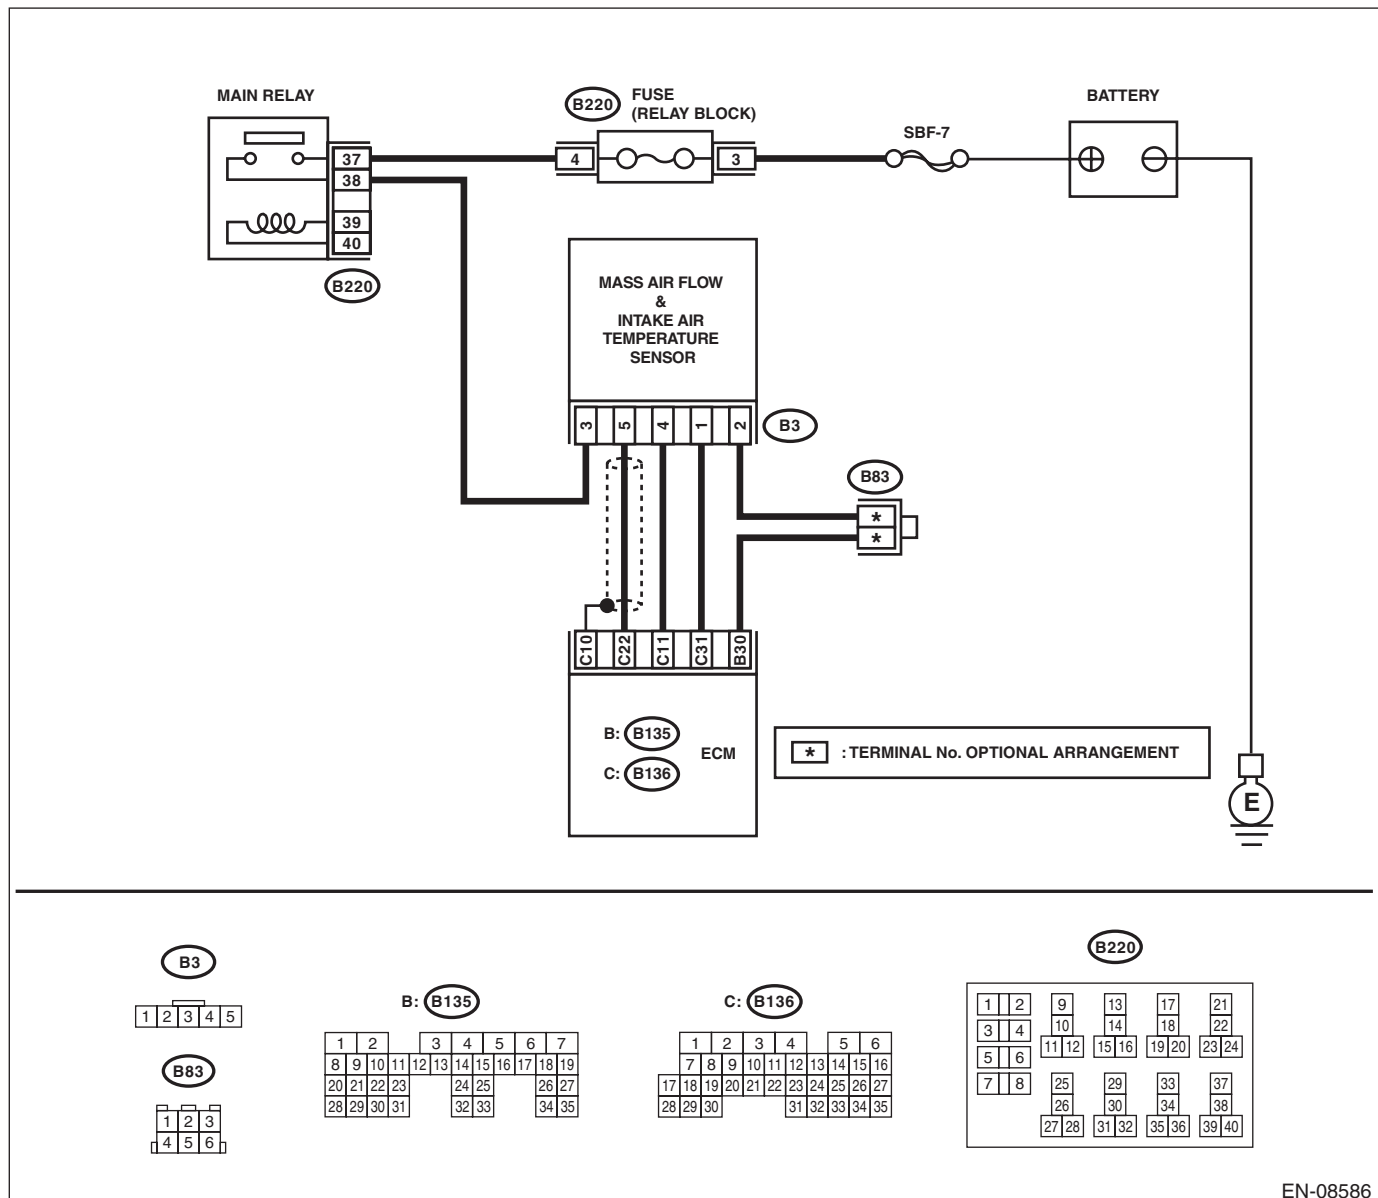 MAIN RELAY
B220
FUSE
(RELAY BLOCK)
SBF-7
BATTERY
37
38
39
40
B220
4
3
MASS AIR FLOW
&
INTAKE AIR
TEMPERATURE
SENSOR
3 5 4 1 2
B3
B83
*
*
C10 C22 C11 C31 B30
B: B135
C: B136
ECM
* : TERMINAL No. OPTIONAL ARRANGEMENT
E
B3
1 2 3 4 5
B83
1 2 3
4 5 6
B: B135
1 2 3 4 5 6 7
8 9 10 11 12 13 14 15 16 17 18 19
20 21 22 23 24 25 26 27
28 29 30 31 32 33 34 35
C: B136
1 2 3 4 5 6
7 8 9 10 11 12 13 14 15 16
17 18 19 20 21 22 23 24 25 26 27
28 29 30 31 32 33 34 35
B220
1 2 9 13 17 21
3 4 10 14 18 22
5 6 11 12 15 16 19 20 23 24
7 8 25 29 33 37
26 30 34 38
27 28 31 32 35 36 39 40
EN-08586